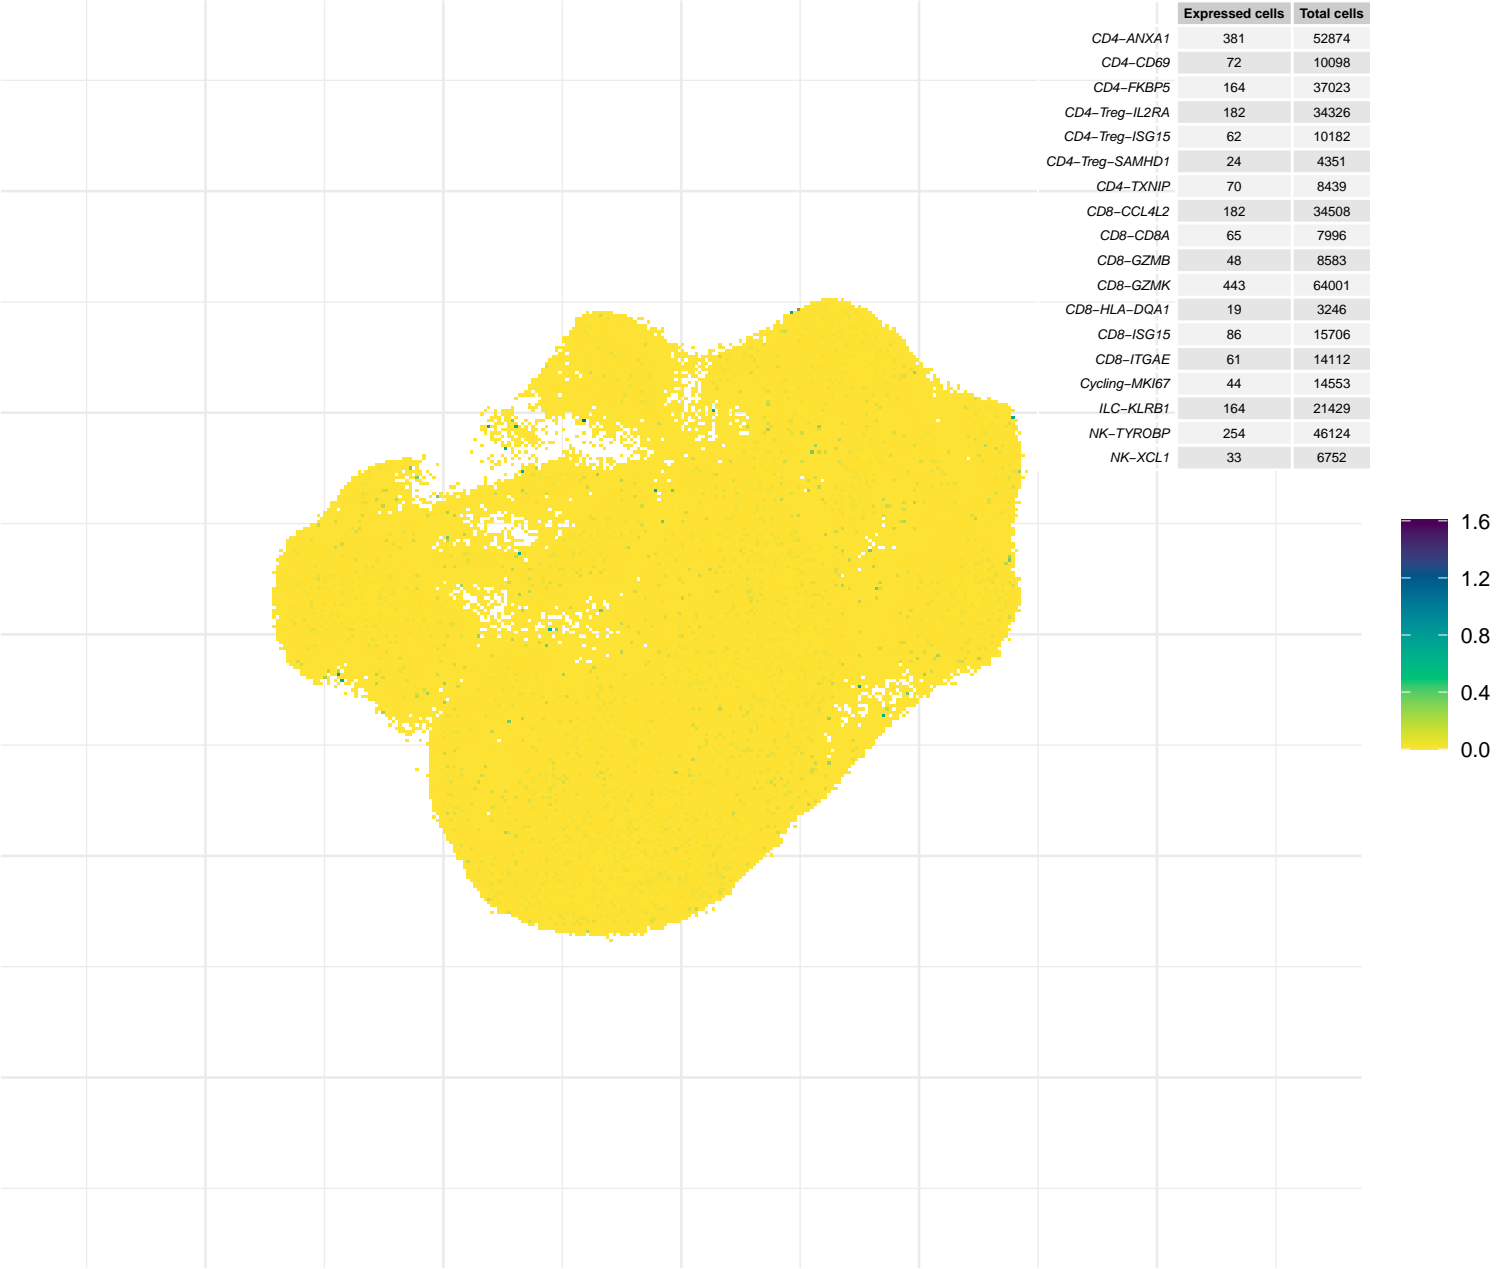 Expressed cells Total cells
CD4−ANXA1 381 52874
CD4−CD69 72 10098
CD4−FKBP5 164 37023
CD4−Treg−IL2RA 182 34326
CD4−Treg−ISG15 62 10182
CD4−Treg−SAMHD1 24 4351
CD4−TXNIP 70 8439
CD8−CCL4L2 182 34508
CD8−CD8A 65 7996
CD8−GZMB 48 8583
CD8−GZMK 443 64001
CD8−HLA−DQA1 19 3246
CD8−ISG15 86 15706
CD8−ITGAE 61 14112
Cycling−MKI67 44 14553
ILC−KLRB1 164 21429
NK−TYROBP 254 46124
NK−XCL1 33 6752
1.6
1.2
0.8
0.4
0.0